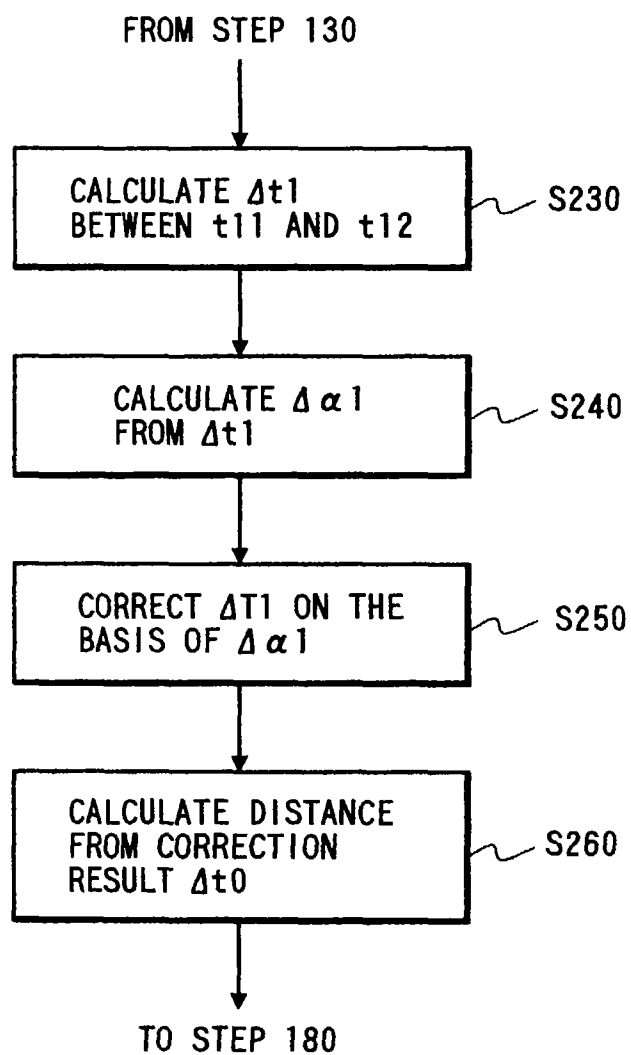 FROM STEP 130
CALCULATE Δt1
BETWEEN t11 AND t12
S230
CALCULATE Δα1
FROM Δt1
S240
CORRECT ΔT1 ON THE
BASIS OF Δα1
S250
CALCULATE DISTANCE
FROM CORRECTION
RESULT Δt0
S260
TO STEP 180